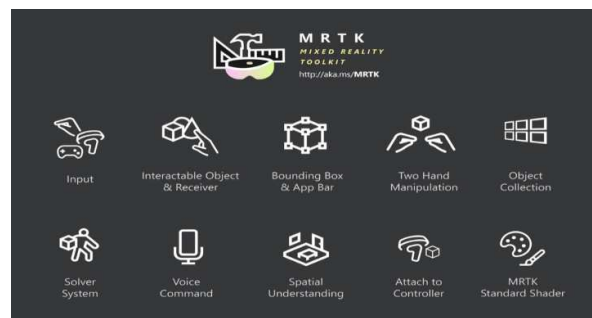 MRTK
MIXED REALITY
TOOLKIT
http://aka.ms/MRTK
Input
Interactable Object
& Receiver
Bounding Box
& App Bar
Two Hand
Manipulation
Object
Collection
Solver
System
Voice
Command
Spatial
Understanding
Attach to
Controller
MRTK
Standard Shader